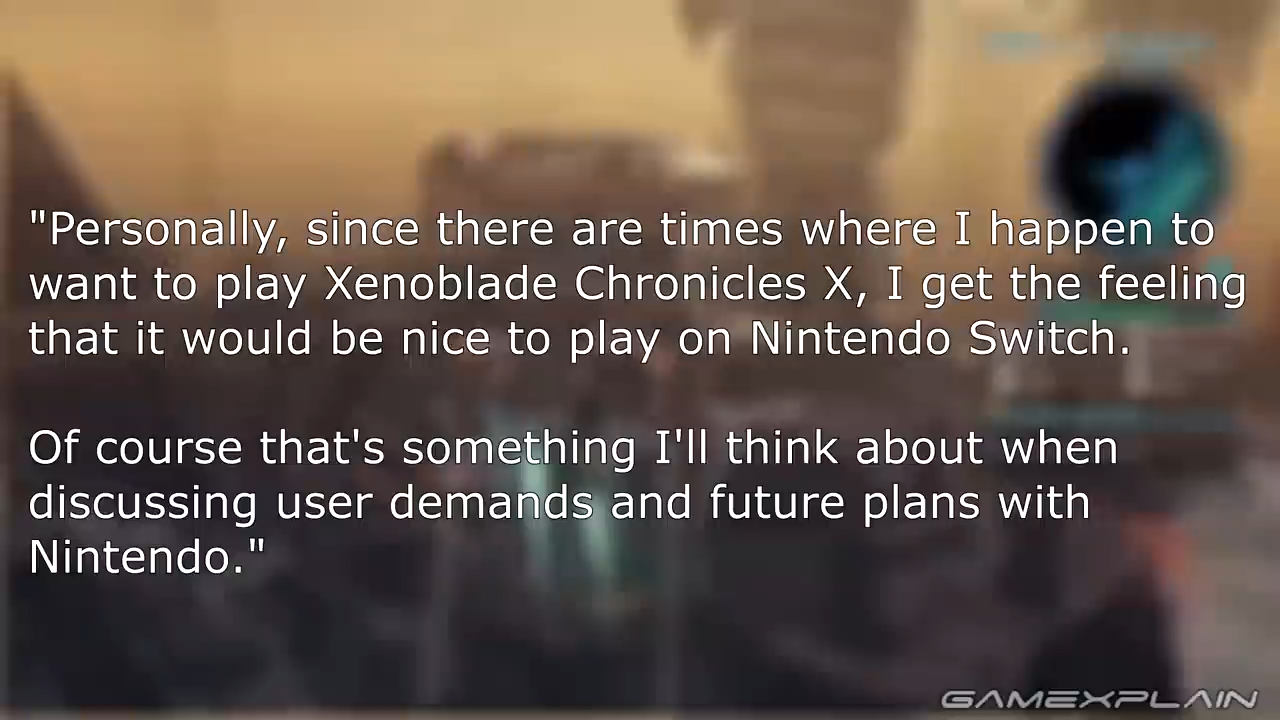 "Personally, since there are times where I happen to
want to play Xenoblade Chronicles X, I get the feeling
that it would be nice to play on Nintendo Switch.
Of course that's something I'll think about when
discussing user demands and future plans with
Nintendo."
GAMEXPLAIN